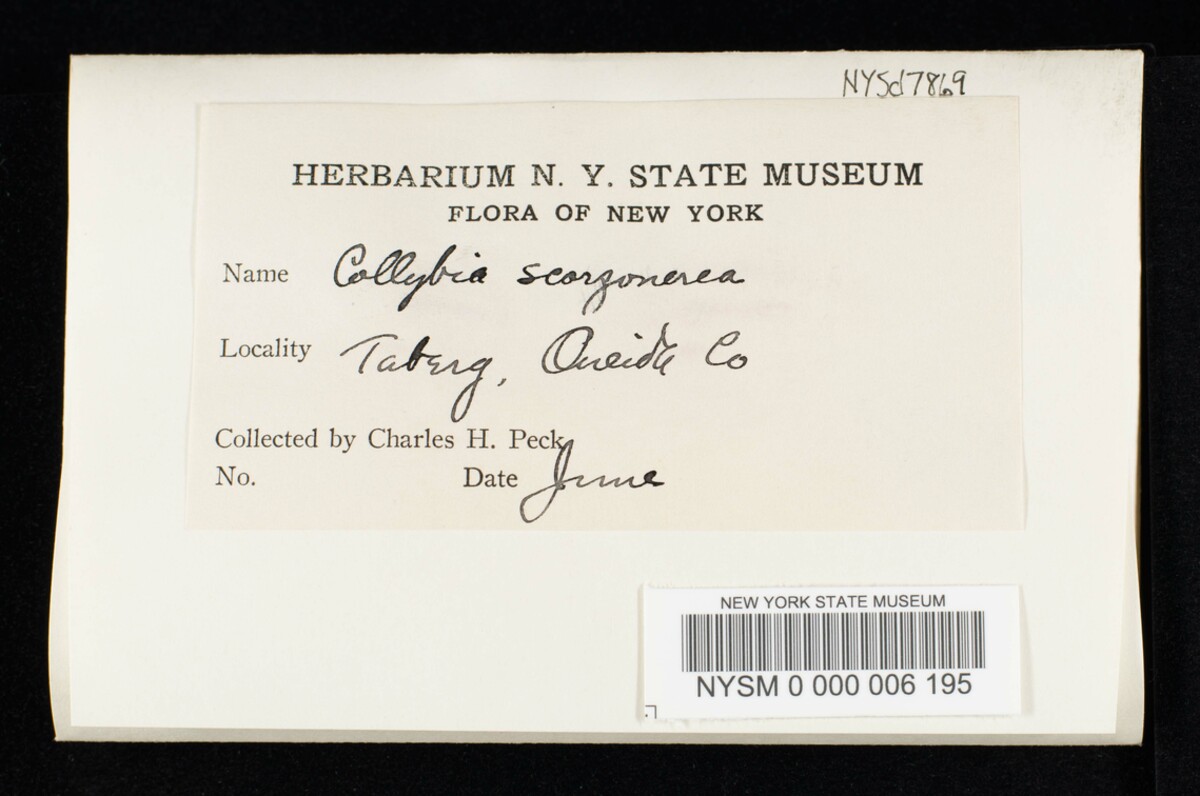 NYSd7869
HERBARIUM N. Y. STATE MUSEUM
FLORA OF NEW YORK
Name Collybia scorzonerea
Locality Taberg, Oneida Co
Collected by Charles H. Peck
No. Date June
NEW YORK STATE MUSEUM
NYSM 0 000 006 195